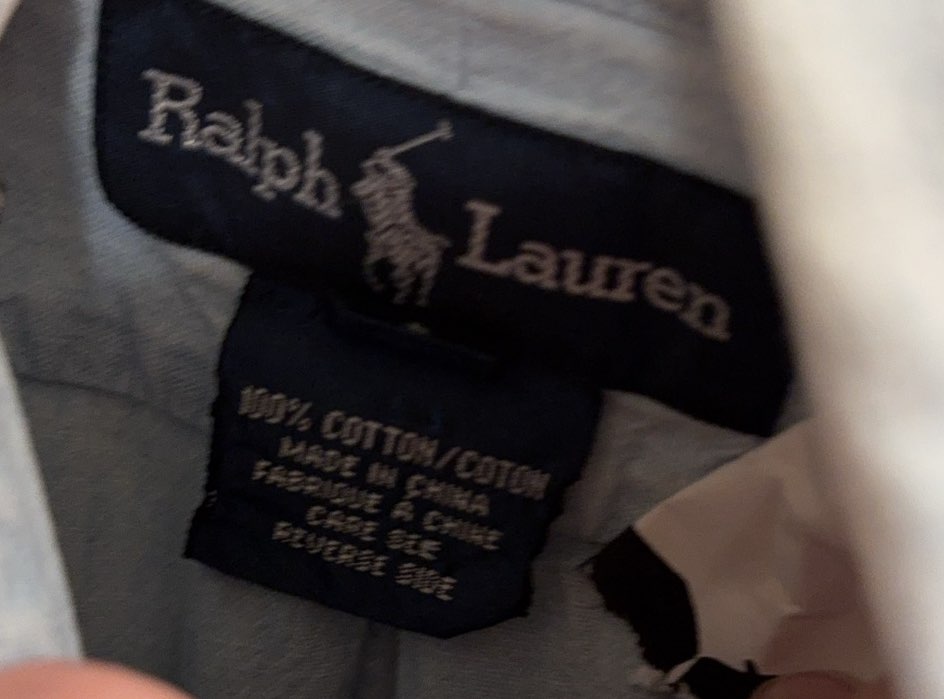 Ralph Lauren
100% COTTON/COTON
MADE IN CHINA
FABRIQUE A CHINE
CARE SEE
REVERSE SIDE